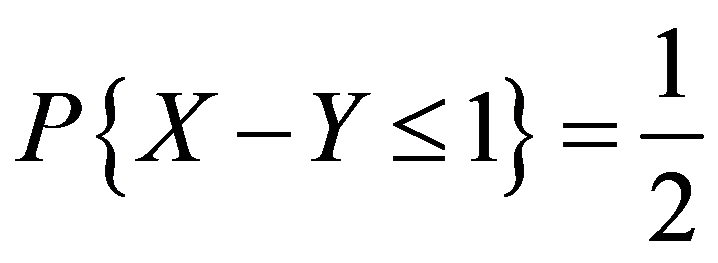 P{X − Y ≤ 1} = 1/2